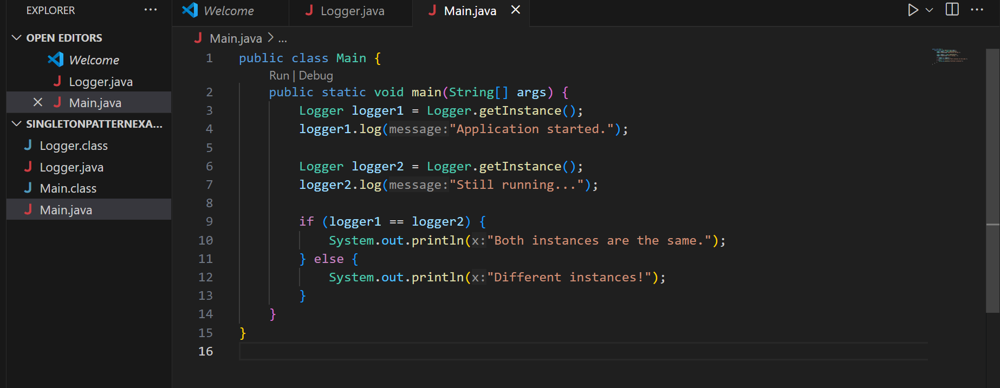 EXPLORER
OPEN EDITORS
Welcome
Logger.java
Main.java
SINGLETONPATTERNEXA...
Logger.class
Logger.java
Main.class
Main.java
Welcome
Logger.java
Main.java
Main.java > ...
1 public class Main {
Run | Debug
2 public static void main(String[] args) {
3 Logger logger1 = Logger.getInstance();
4 logger1.log(message:"Application started.");
5
6 Logger logger2 = Logger.getInstance();
7 logger2.log(message:"Still running...");
8
9 if (logger1 == logger2) {
10 System.out.println(x:"Both instances are the same.");
11 } else {
12 System.out.println(x:"Different instances!");
13 }
14 }
15 }
16